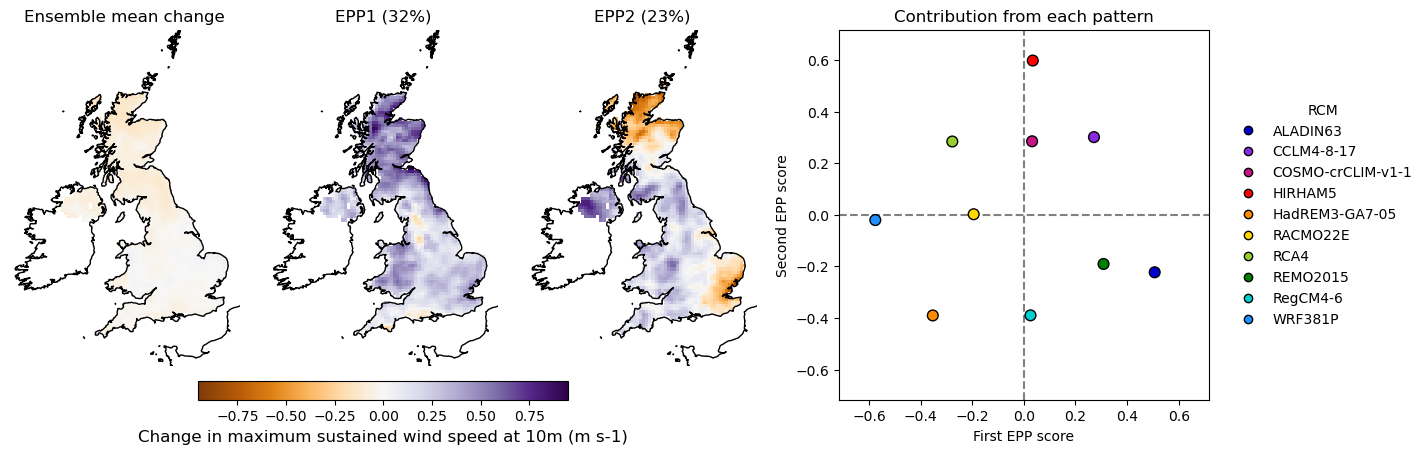 Ensemble mean change
EPP1 (32%)
EPP2 (23%)
Contribution from each pattern
−0.75 −0.50 −0.25 0.00 0.25 0.50 0.75
Change in maximum sustained wind speed at 10m (m s-1)
Second EPP score
0.6
0.4
0.2
0.0
−0.2
−0.4
−0.6
−0.6 −0.4 −0.2 0.0 0.2 0.4 0.6
First EPP score
RCM
ALADIN63
CCLM4-8-17
COSMO-crCLIM-v1-1
HIRHAM5
HadREM3-GA7-05
RACMO22E
RCA4
REMO2015
RegCM4-6
WRF381P